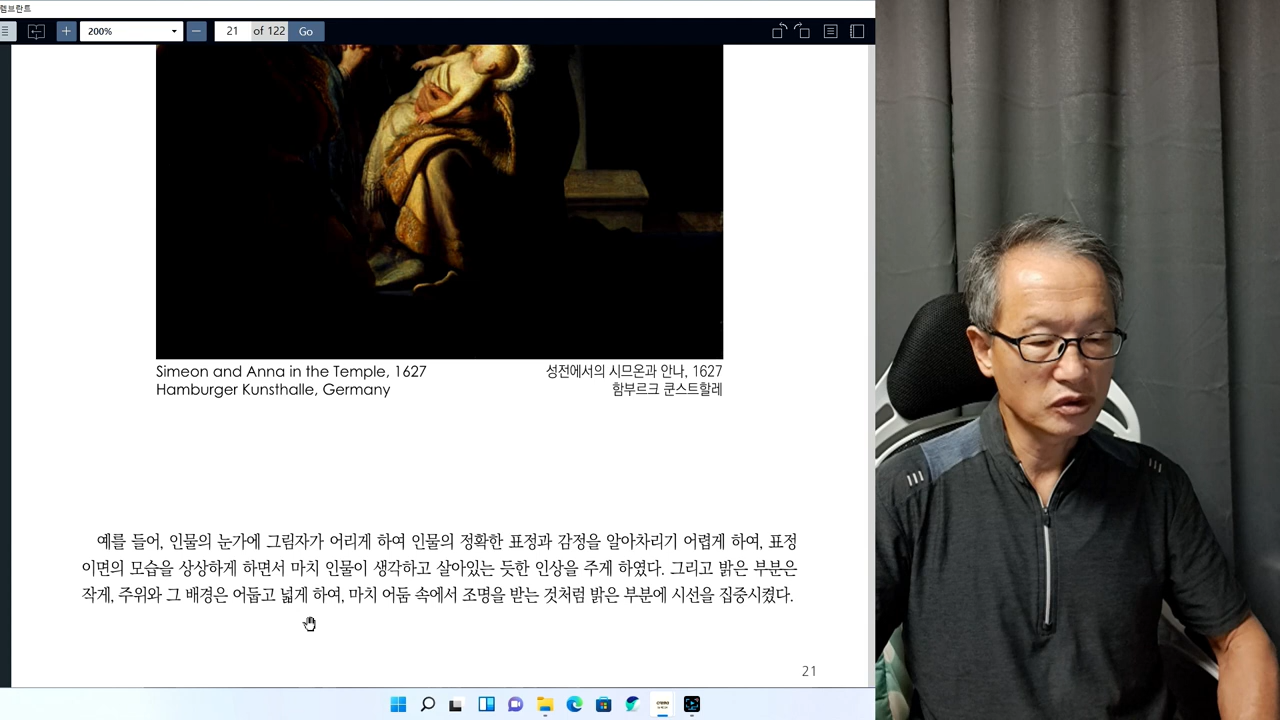 렘브란트
200%
21 of 122 Go
Simeon and Anna in the Temple, 1627
Hamburger Kunsthalle, Germany
성전에서의 시므온과 안나, 1627
함부르크 쿤스트할레
예를 들어, 인물의 눈가에 그림자가 어리게 하여 인물의 정확한 표정과 감정을 알아차리기 어렵게 하여, 표정
이면의 모습을 상상하게 하면서 마치 인물이 생각하고 살아있는 듯한 인상을 주게 하였다. 그리고 밝은 부분은
작게, 주위와 그 배경은 어둡고 넓게 하여, 마치 어둠 속에서 조명을 받는 것처럼 밝은 부분에 시선을 집중시켰다.
21